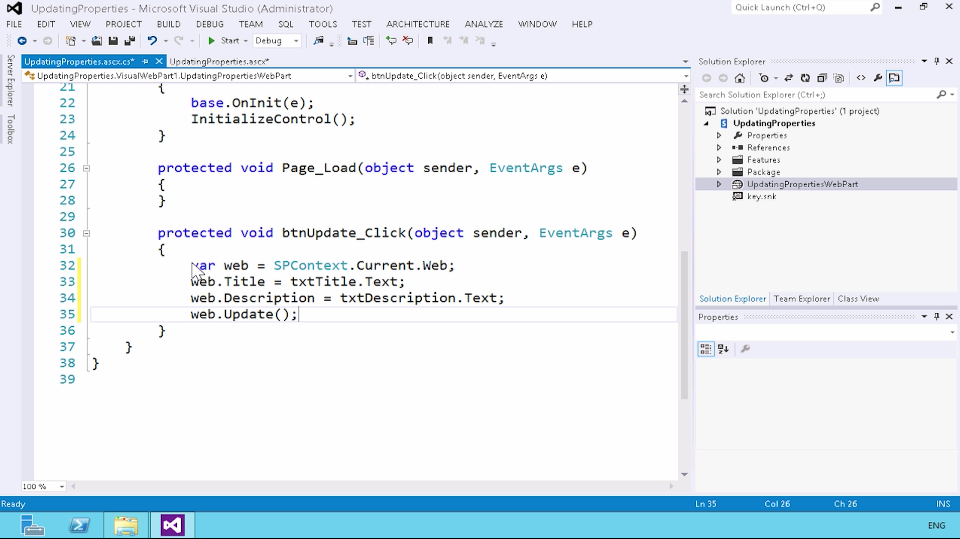 UpdatingProperties - Microsoft Visual Studio (Administrator)
Quick Launch (Ctrl+Q)
FILE EDIT VIEW PROJECT BUILD DEBUG TEAM SQL TOOLS TEST ARCHITECTURE ANALYZE WINDOW HELP
Start Debug
Server Explorer
Toolbox
UpdatingProperties.ascx.cs*
UpdatingProperties.ascx*
UpdatingProperties.VisualWebPart1.UpdatingPropertiesWebPart
btnUpdate_Click(object sender, EventArgs e)
21 {
22 base.OnInit(e);
23 InitializeControl();
24 }
25
26 protected void Page_Load(object sender, EventArgs e)
27 {
28 }
29
30 protected void btnUpdate_Click(object sender, EventArgs e)
31 {
32 var web = SPContext.Current.Web;
33 web.Title = txtTitle.Text;
34 web.Description = txtDescription.Text;
35 web.Update();
36 }
37 }
38 }
39
100 %
Solution Explorer
Search Solution Explorer (Ctrl+;)
Solution 'UpdatingProperties' (1 project)
UpdatingProperties
Properties
References
Features
Package
UpdatingPropertiesWebPart
key.snk
Solution Explorer Team Explorer Class View
Properties
Ready
Ln 35 Col 26 Ch 26 INS
ENG